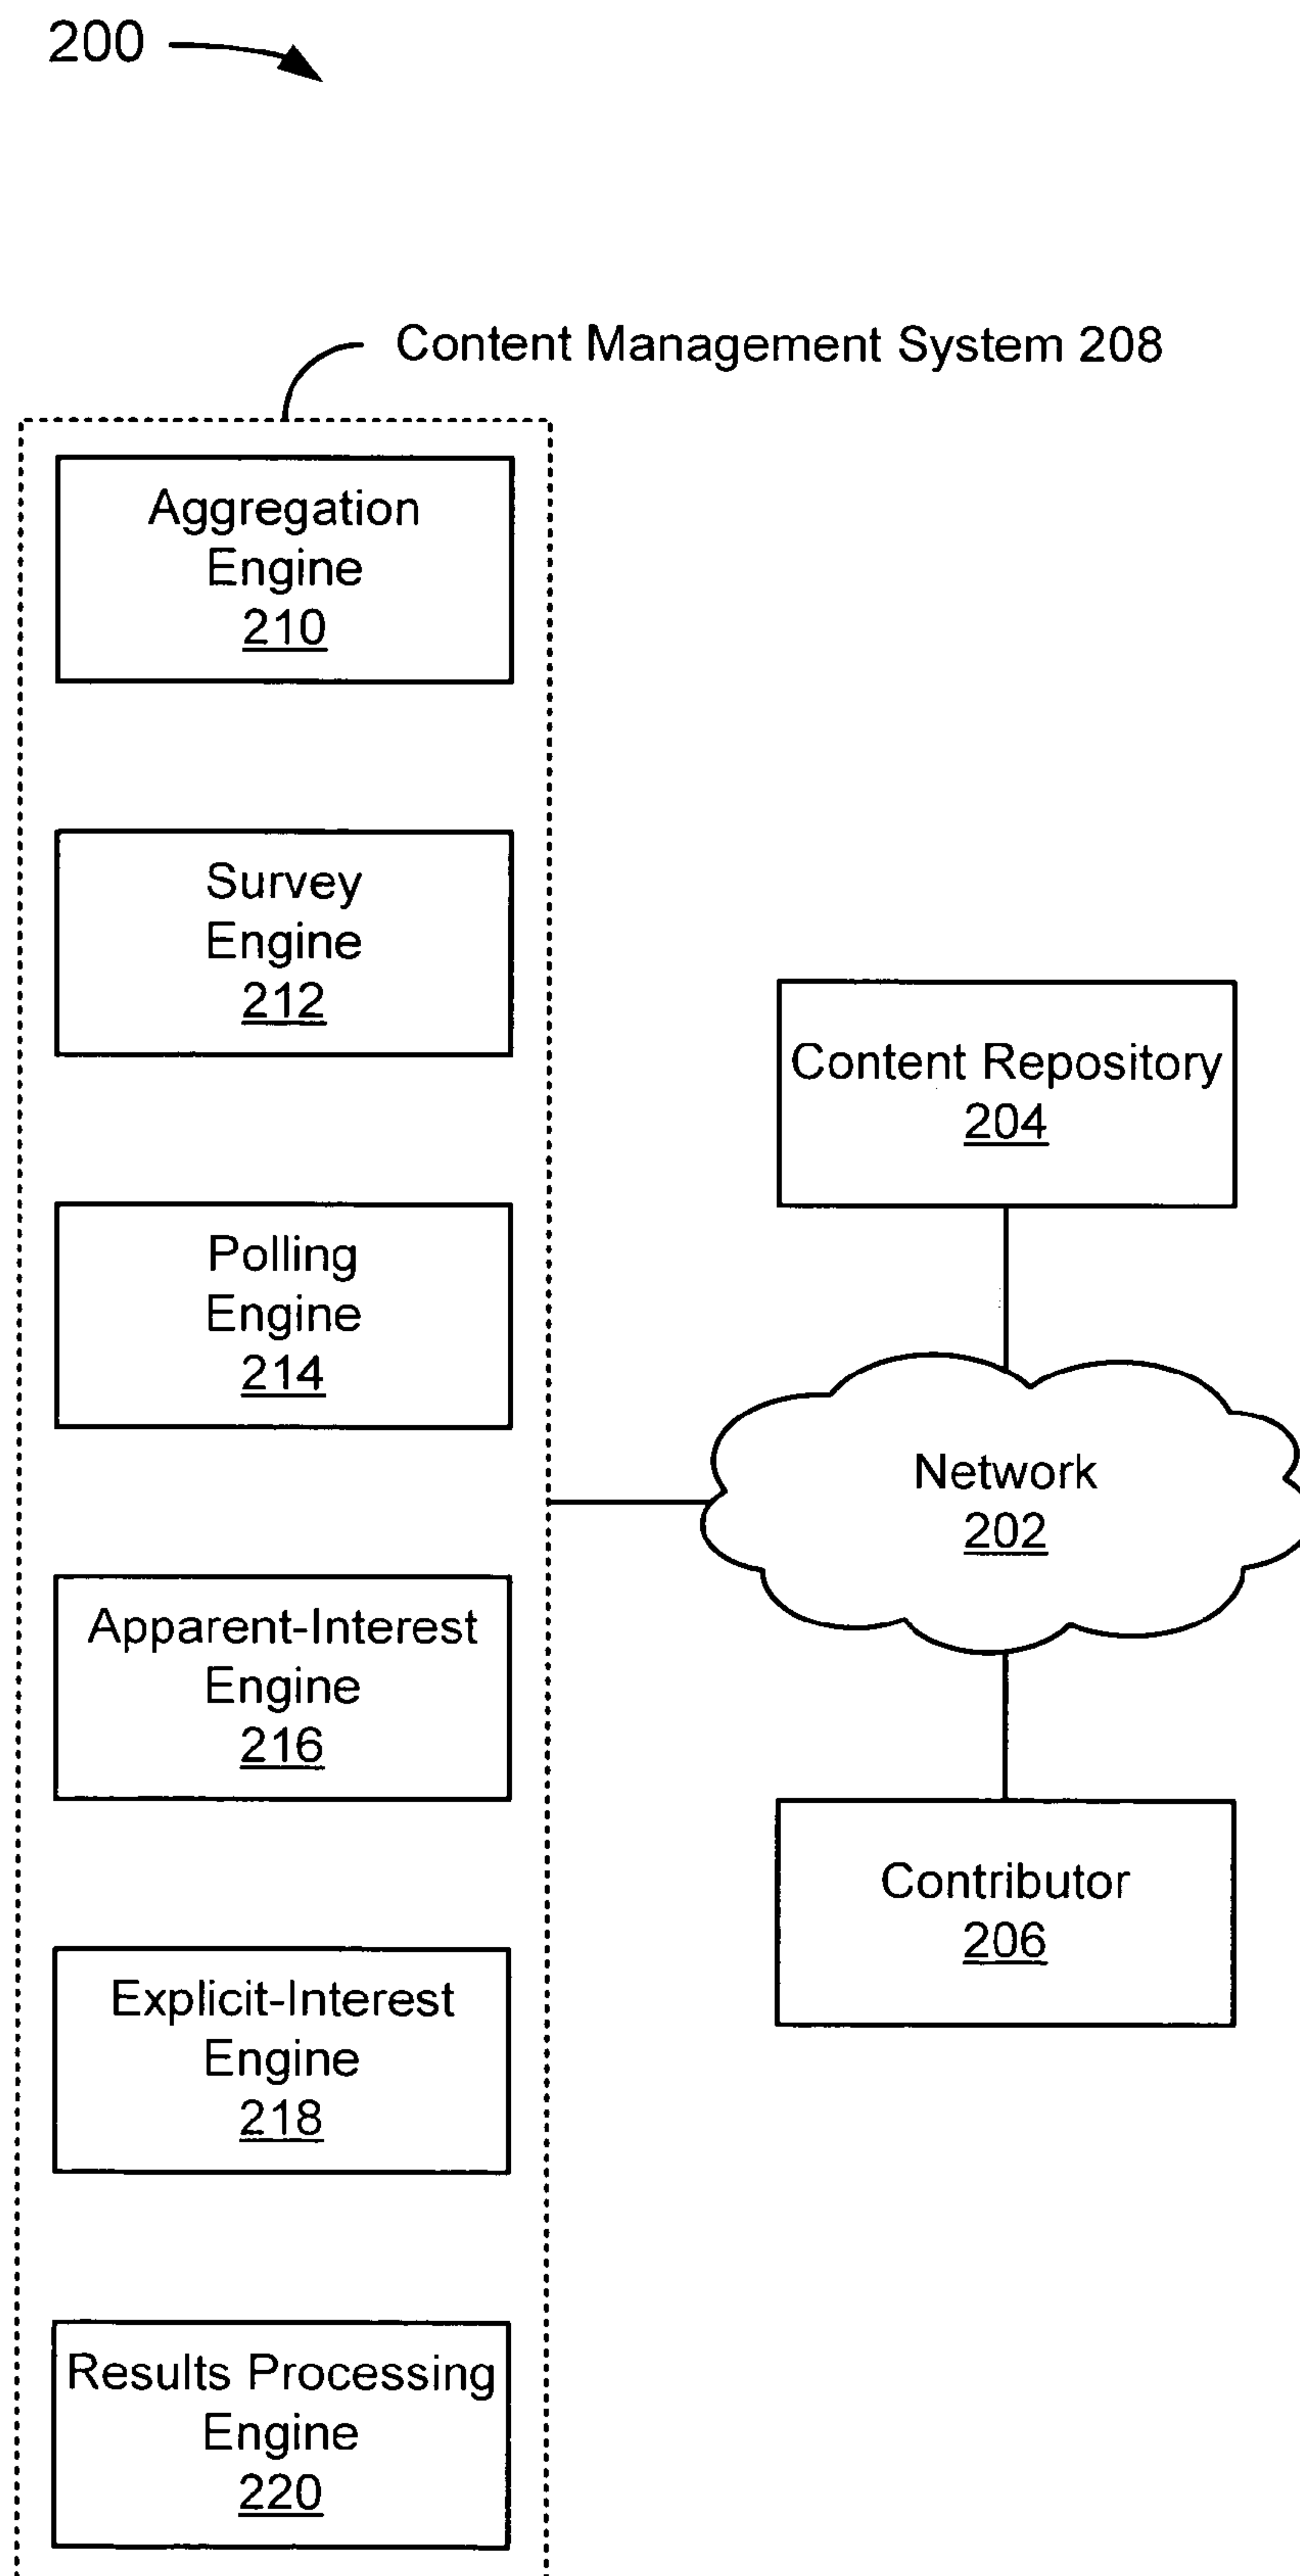 200
Content Management System 208
Aggregation
Engine
210
Survey
Engine
212
Polling
Engine
214
Apparent-Interest
Engine
216
Explicit-Interest
Engine
218
Results Processing
Engine
220
Content Repository
204
Network
202
Contributor
206